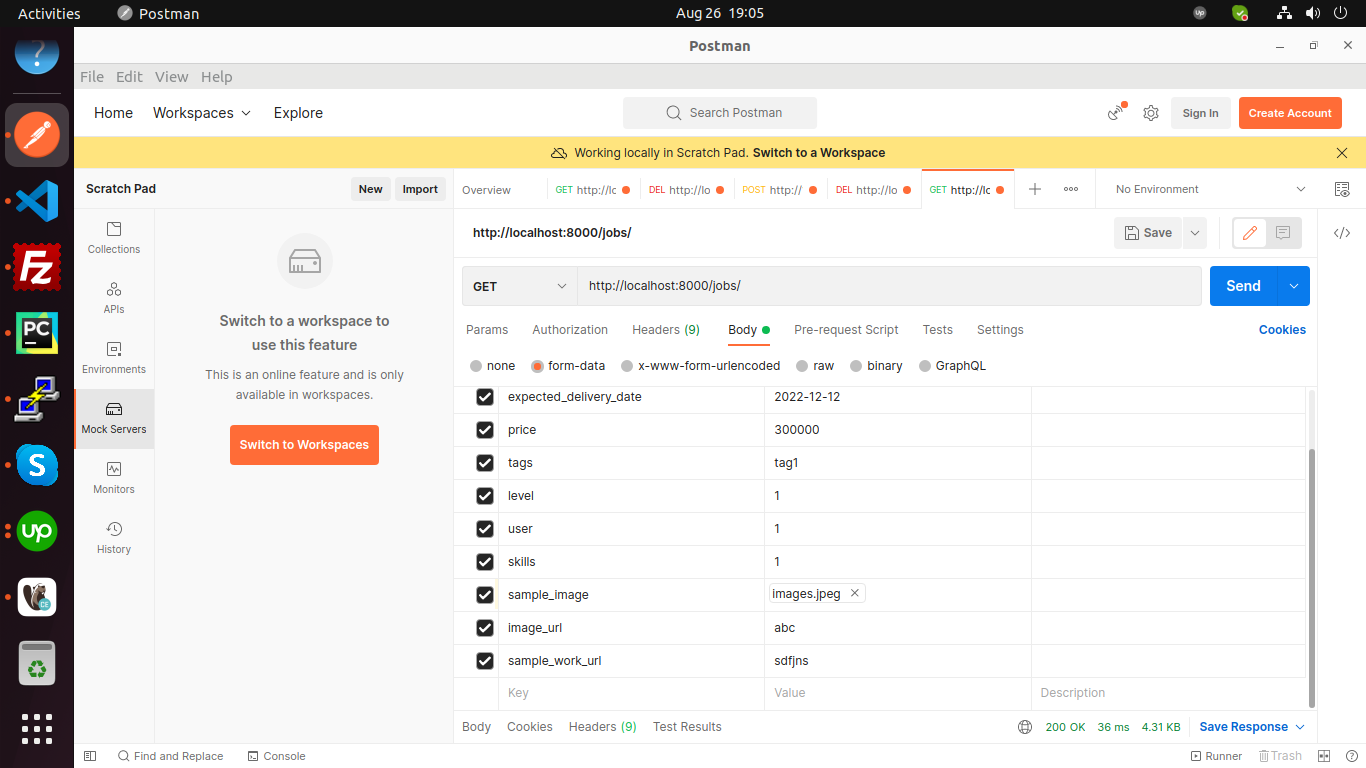 Activities Postman Aug 26 19:05
Postman
File Edit View Help
Home Workspaces Explore Search Postman Sign In Create Account
Working locally in Scratch Pad. Switch to a Workspace
Scratch Pad New Import Overview GET http://lo DEL http://lo POST http:// DEL http://lo GET http://lo No Environment
Collections
APIs
Environments
Mock Servers
Monitors
History
Switch to a workspace to
use this feature
This is an online feature and is only
available in workspaces.
Switch to Workspaces
http://localhost:8000/jobs/ Save
GET http://localhost:8000/jobs/ Send
Params Authorization Headers (9) Body Pre-request Script Tests Settings Cookies
none form-data x-www-form-urlencoded raw binary GraphQL
expected_delivery_date 2022-12-12
price 300000
tags tag1
level 1
user 1
skills 1
sample_image images.jpeg
image_url abc
sample_work_url sdfjns
Key Value Description
Body Cookies Headers (9) Test Results 200 OK 36 ms 4.31 KB Save Response
Find and Replace Console Runner Trash
Fz
PC
S
up
CE